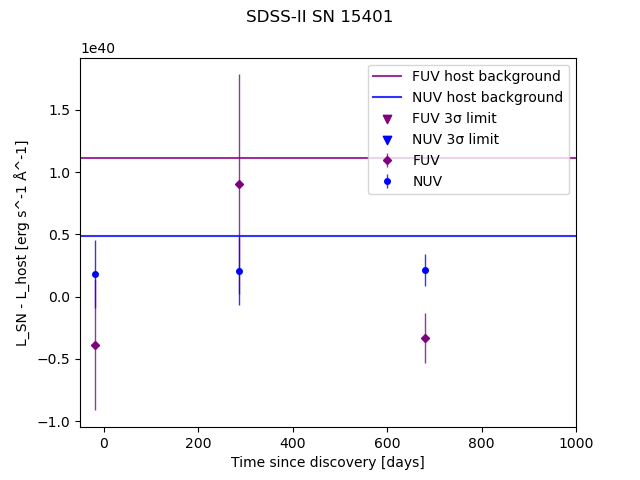 SDSS-II SN 15401
1e40
FUV host background
NUV host background
FUV 3σ limit
NUV 3σ limit
FUV
NUV
1.5
1.0
0.5
0.0
−0.5
−1.0
L_SN - L_host [erg s^-1 Å^-1]
0 200 400 600 800 1000
Time since discovery [days]